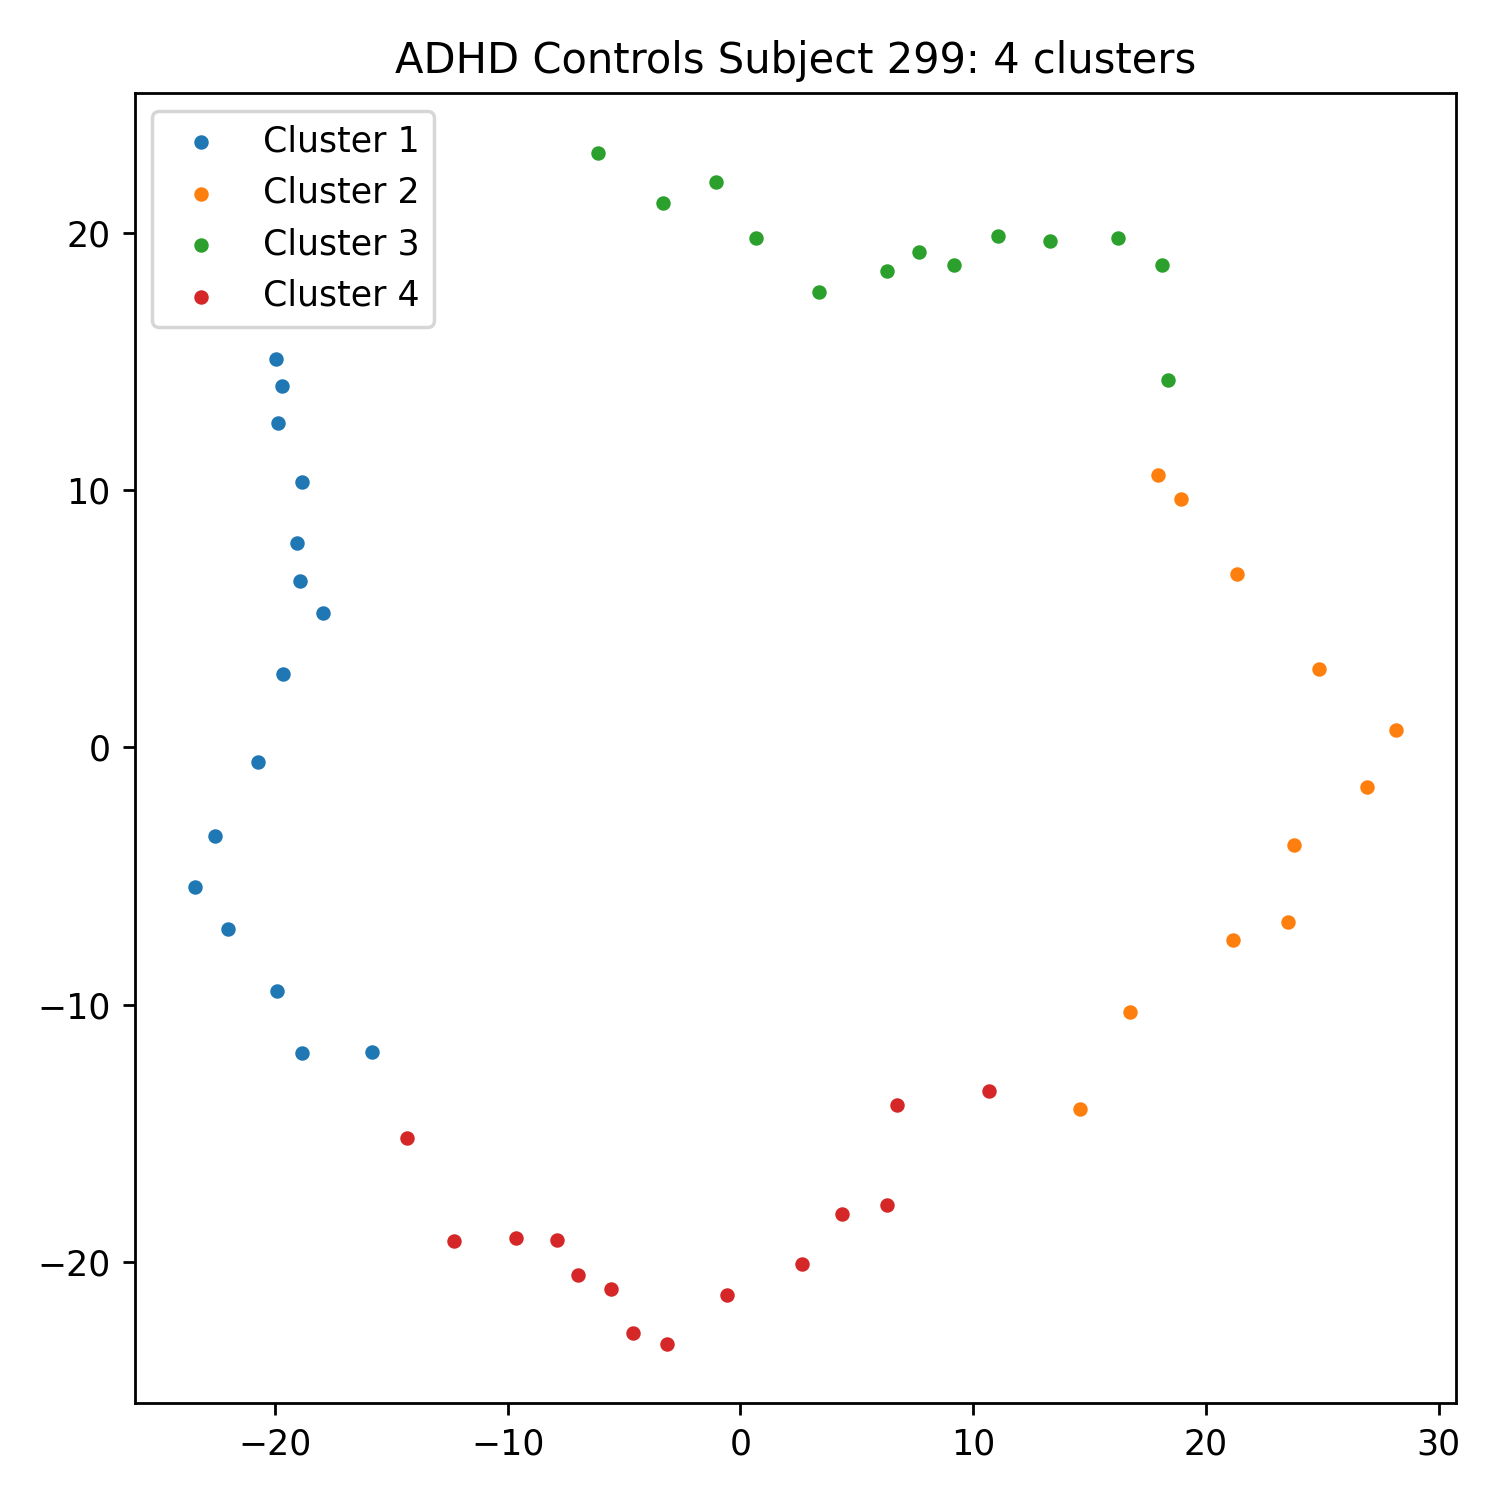 ADHD Controls Subject 299: 4 clusters
Cluster 1
Cluster 2
Cluster 3
Cluster 4
20
10
0
−10
−20
−20 −10 0 10 20 30